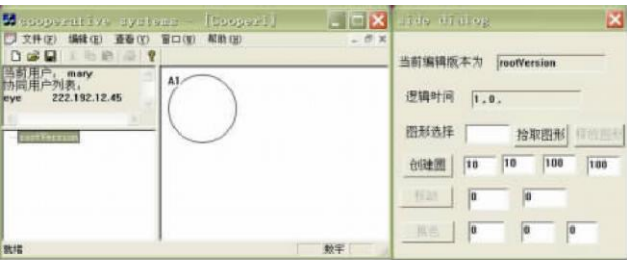 cooperative systems - [Cooper1]
文件(F) 编辑(E) 查看(V) 窗口(W) 帮助(H)
当前用户: mary
协同用户列表:
eye 222.192.12.45
rootVersion
A1
就绪
数字
side dialog
当前编辑版本为 rootVersion
逻辑时间 1,0,
图形选择 拾取图形 释放图形
创建圆 10 10 100 100
移动 0 0
着色 0 0 0